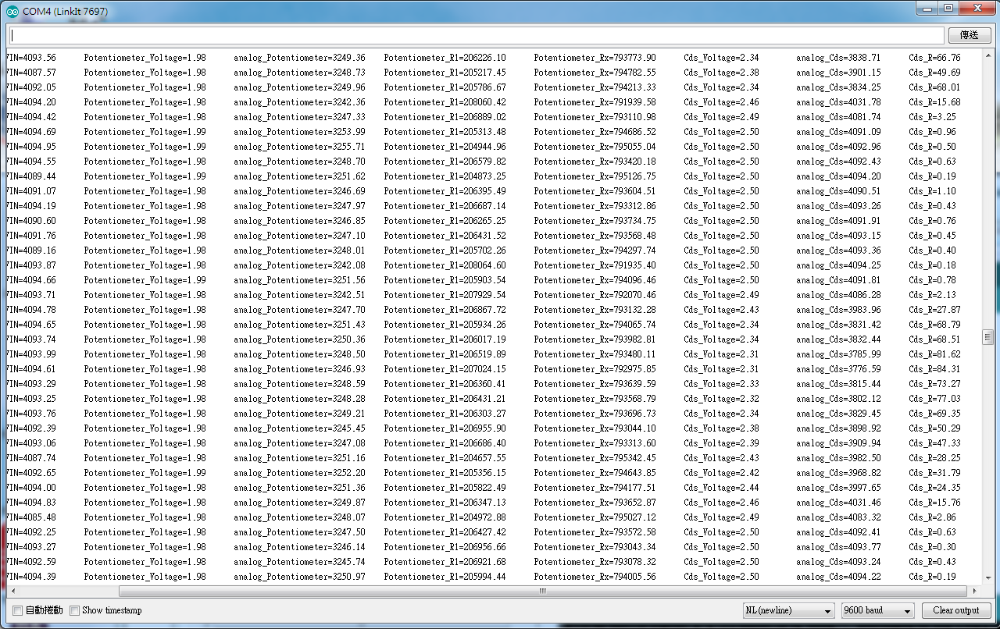 COM4 (LinkIt 7697)
傳送
VIN=4093.56 Potentiometer_Voltage=1.98 analog_Potentiometer=3249.36 Potentiometer_R1=206226.10 Potentiometer_Rx=793773.90 Cds_Voltage=2.34 analog_Cds=3838.71 Cds_R=66.76
VIN=4087.57 Potentiometer_Voltage=1.98 analog_Potentiometer=3248.73 Potentiometer_R1=205217.45 Potentiometer_Rx=794782.55 Cds_Voltage=2.38 analog_Cds=3901.15 Cds_R=49.69
VIN=4092.05 Potentiometer_Voltage=1.98 analog_Potentiometer=3249.96 Potentiometer_R1=205786.67 Potentiometer_Rx=794213.33 Cds_Voltage=2.34 analog_Cds=3834.25 Cds_R=68.01
VIN=4094.20 Potentiometer_Voltage=1.98 analog_Potentiometer=3242.36 Potentiometer_R1=208060.42 Potentiometer_Rx=791939.58 Cds_Voltage=2.46 analog_Cds=4031.78 Cds_R=15.68
VIN=4094.42 Potentiometer_Voltage=1.98 analog_Potentiometer=3247.33 Potentiometer_R1=206889.02 Potentiometer_Rx=793110.98 Cds_Voltage=2.49 analog_Cds=4081.74 Cds_R=3.25
VIN=4094.69 Potentiometer_Voltage=1.99 analog_Potentiometer=3253.99 Potentiometer_R1=205313.48 Potentiometer_Rx=794686.52 Cds_Voltage=2.50 analog_Cds=4091.09 Cds_R=0.96
VIN=4094.95 Potentiometer_Voltage=1.99 analog_Potentiometer=3255.71 Potentiometer_R1=204944.96 Potentiometer_Rx=795055.04 Cds_Voltage=2.50 analog_Cds=4092.96 Cds_R=0.50
VIN=4094.55 Potentiometer_Voltage=1.98 analog_Potentiometer=3248.70 Potentiometer_R1=206579.82 Potentiometer_Rx=793420.18 Cds_Voltage=2.50 analog_Cds=4092.43 Cds_R=0.63
VIN=4089.44 Potentiometer_Voltage=1.99 analog_Potentiometer=3251.62 Potentiometer_R1=204873.25 Potentiometer_Rx=795126.75 Cds_Voltage=2.50 analog_Cds=4094.20 Cds_R=0.19
VIN=4091.07 Potentiometer_Voltage=1.98 analog_Potentiometer=3246.69 Potentiometer_R1=206395.49 Potentiometer_Rx=793604.51 Cds_Voltage=2.50 analog_Cds=4090.51 Cds_R=1.10
VIN=4094.19 Potentiometer_Voltage=1.98 analog_Potentiometer=3247.97 Potentiometer_R1=206687.14 Potentiometer_Rx=793312.86 Cds_Voltage=2.50 analog_Cds=4093.26 Cds_R=0.43
VIN=4090.60 Potentiometer_Voltage=1.98 analog_Potentiometer=3246.85 Potentiometer_R1=206265.25 Potentiometer_Rx=793734.75 Cds_Voltage=2.50 analog_Cds=4091.91 Cds_R=0.76
VIN=4091.76 Potentiometer_Voltage=1.98 analog_Potentiometer=3247.10 Potentiometer_R1=206431.52 Potentiometer_Rx=793568.48 Cds_Voltage=2.50 analog_Cds=4093.15 Cds_R=0.45
VIN=4089.16 Potentiometer_Voltage=1.98 analog_Potentiometer=3248.01 Potentiometer_R1=205702.26 Potentiometer_Rx=794297.74 Cds_Voltage=2.50 analog_Cds=4093.36 Cds_R=0.40
VIN=4093.87 Potentiometer_Voltage=1.98 analog_Potentiometer=3242.08 Potentiometer_R1=208064.60 Potentiometer_Rx=791935.40 Cds_Voltage=2.50 analog_Cds=4094.25 Cds_R=0.18
VIN=4094.66 Potentiometer_Voltage=1.99 analog_Potentiometer=3251.56 Potentiometer_R1=205903.54 Potentiometer_Rx=794096.46 Cds_Voltage=2.50 analog_Cds=4091.81 Cds_R=0.78
VIN=4093.71 Potentiometer_Voltage=1.98 analog_Potentiometer=3242.51 Potentiometer_R1=207929.54 Potentiometer_Rx=792070.46 Cds_Voltage=2.49 analog_Cds=4086.28 Cds_R=2.13
VIN=4094.78 Potentiometer_Voltage=1.98 analog_Potentiometer=3247.70 Potentiometer_R1=206867.72 Potentiometer_Rx=793132.28 Cds_Voltage=2.43 analog_Cds=3983.96 Cds_R=27.87
VIN=4094.65 Potentiometer_Voltage=1.98 analog_Potentiometer=3251.43 Potentiometer_R1=205934.26 Potentiometer_Rx=794065.74 Cds_Voltage=2.34 analog_Cds=3831.42 Cds_R=68.79
VIN=4093.74 Potentiometer_Voltage=1.98 analog_Potentiometer=3250.36 Potentiometer_R1=206017.19 Potentiometer_Rx=793982.81 Cds_Voltage=2.34 analog_Cds=3832.44 Cds_R=68.51
VIN=4093.99 Potentiometer_Voltage=1.98 analog_Potentiometer=3248.50 Potentiometer_R1=206519.89 Potentiometer_Rx=793480.11 Cds_Voltage=2.31 analog_Cds=3785.99 Cds_R=81.62
VIN=4094.61 Potentiometer_Voltage=1.98 analog_Potentiometer=3246.93 Potentiometer_R1=207024.15 Potentiometer_Rx=792975.85 Cds_Voltage=2.31 analog_Cds=3776.59 Cds_R=84.31
VIN=4093.29 Potentiometer_Voltage=1.98 analog_Potentiometer=3248.59 Potentiometer_R1=206360.41 Potentiometer_Rx=793639.59 Cds_Voltage=2.33 analog_Cds=3815.44 Cds_R=73.27
VIN=4093.25 Potentiometer_Voltage=1.98 analog_Potentiometer=3248.28 Potentiometer_R1=206431.21 Potentiometer_Rx=793568.79 Cds_Voltage=2.32 analog_Cds=3802.12 Cds_R=77.03
VIN=4093.76 Potentiometer_Voltage=1.98 analog_Potentiometer=3249.21 Potentiometer_R1=206303.27 Potentiometer_Rx=793696.73 Cds_Voltage=2.34 analog_Cds=3829.45 Cds_R=69.35
VIN=4092.39 Potentiometer_Voltage=1.98 analog_Potentiometer=3245.45 Potentiometer_R1=206955.90 Potentiometer_Rx=793044.10 Cds_Voltage=2.38 analog_Cds=3898.92 Cds_R=50.29
VIN=4093.06 Potentiometer_Voltage=1.98 analog_Potentiometer=3247.08 Potentiometer_R1=206686.40 Potentiometer_Rx=793313.60 Cds_Voltage=2.39 analog_Cds=3909.94 Cds_R=47.33
VIN=4087.74 Potentiometer_Voltage=1.98 analog_Potentiometer=3251.16 Potentiometer_R1=204657.55 Potentiometer_Rx=795342.45 Cds_Voltage=2.43 analog_Cds=3982.50 Cds_R=28.25
VIN=4092.65 Potentiometer_Voltage=1.99 analog_Potentiometer=3252.20 Potentiometer_R1=205356.15 Potentiometer_Rx=794643.85 Cds_Voltage=2.42 analog_Cds=3968.82 Cds_R=31.79
VIN=4094.00 Potentiometer_Voltage=1.98 analog_Potentiometer=3251.36 Potentiometer_R1=205822.49 Potentiometer_Rx=794177.51 Cds_Voltage=2.44 analog_Cds=3997.65 Cds_R=24.35
VIN=4094.83 Potentiometer_Voltage=1.98 analog_Potentiometer=3249.87 Potentiometer_R1=206347.13 Potentiometer_Rx=793652.87 Cds_Voltage=2.46 analog_Cds=4031.46 Cds_R=15.76
VIN=4085.48 Potentiometer_Voltage=1.98 analog_Potentiometer=3248.07 Potentiometer_R1=204972.88 Potentiometer_Rx=795027.12 Cds_Voltage=2.49 analog_Cds=4083.32 Cds_R=2.86
VIN=4092.25 Potentiometer_Voltage=1.98 analog_Potentiometer=3247.50 Potentiometer_R1=206427.42 Potentiometer_Rx=793572.58 Cds_Voltage=2.50 analog_Cds=4092.41 Cds_R=0.63
VIN=4093.27 Potentiometer_Voltage=1.98 analog_Potentiometer=3246.14 Potentiometer_R1=206956.66 Potentiometer_Rx=793043.34 Cds_Voltage=2.50 analog_Cds=4093.77 Cds_R=0.30
VIN=4092.59 Potentiometer_Voltage=1.98 analog_Potentiometer=3245.74 Potentiometer_R1=206921.68 Potentiometer_Rx=793078.32 Cds_Voltage=2.50 analog_Cds=4093.24 Cds_R=0.43
VIN=4094.39 Potentiometer_Voltage=1.98 analog_Potentiometer=3250.97 Potentiometer_R1=205994.44 Potentiometer_Rx=794005.56 Cds_Voltage=2.50 analog_Cds=4094.22 Cds_R=0.19
自動捲動 Show timestamp NL(newline) 9600 baud Clear output